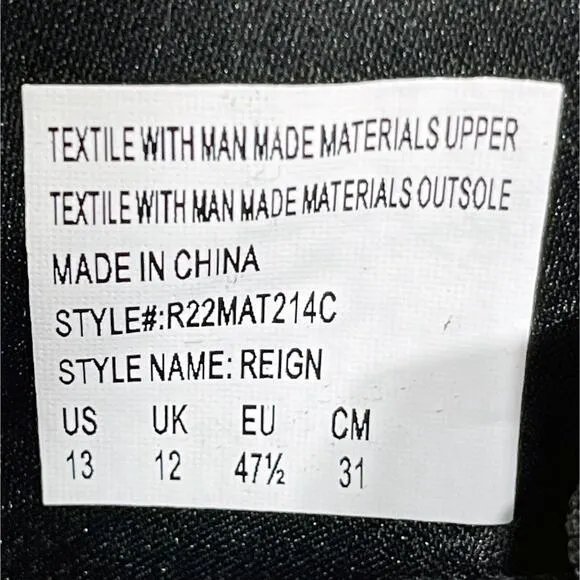 TEXTILE WITH MAN MADE MATERIALS UPPER
TEXTILE WITH MAN MADE MATERIALS OUTSOLE
MADE IN CHINA
STYLE#:R22MAT214C
STYLE NAME: REIGN
US UK EU CM
13 12 47½ 31